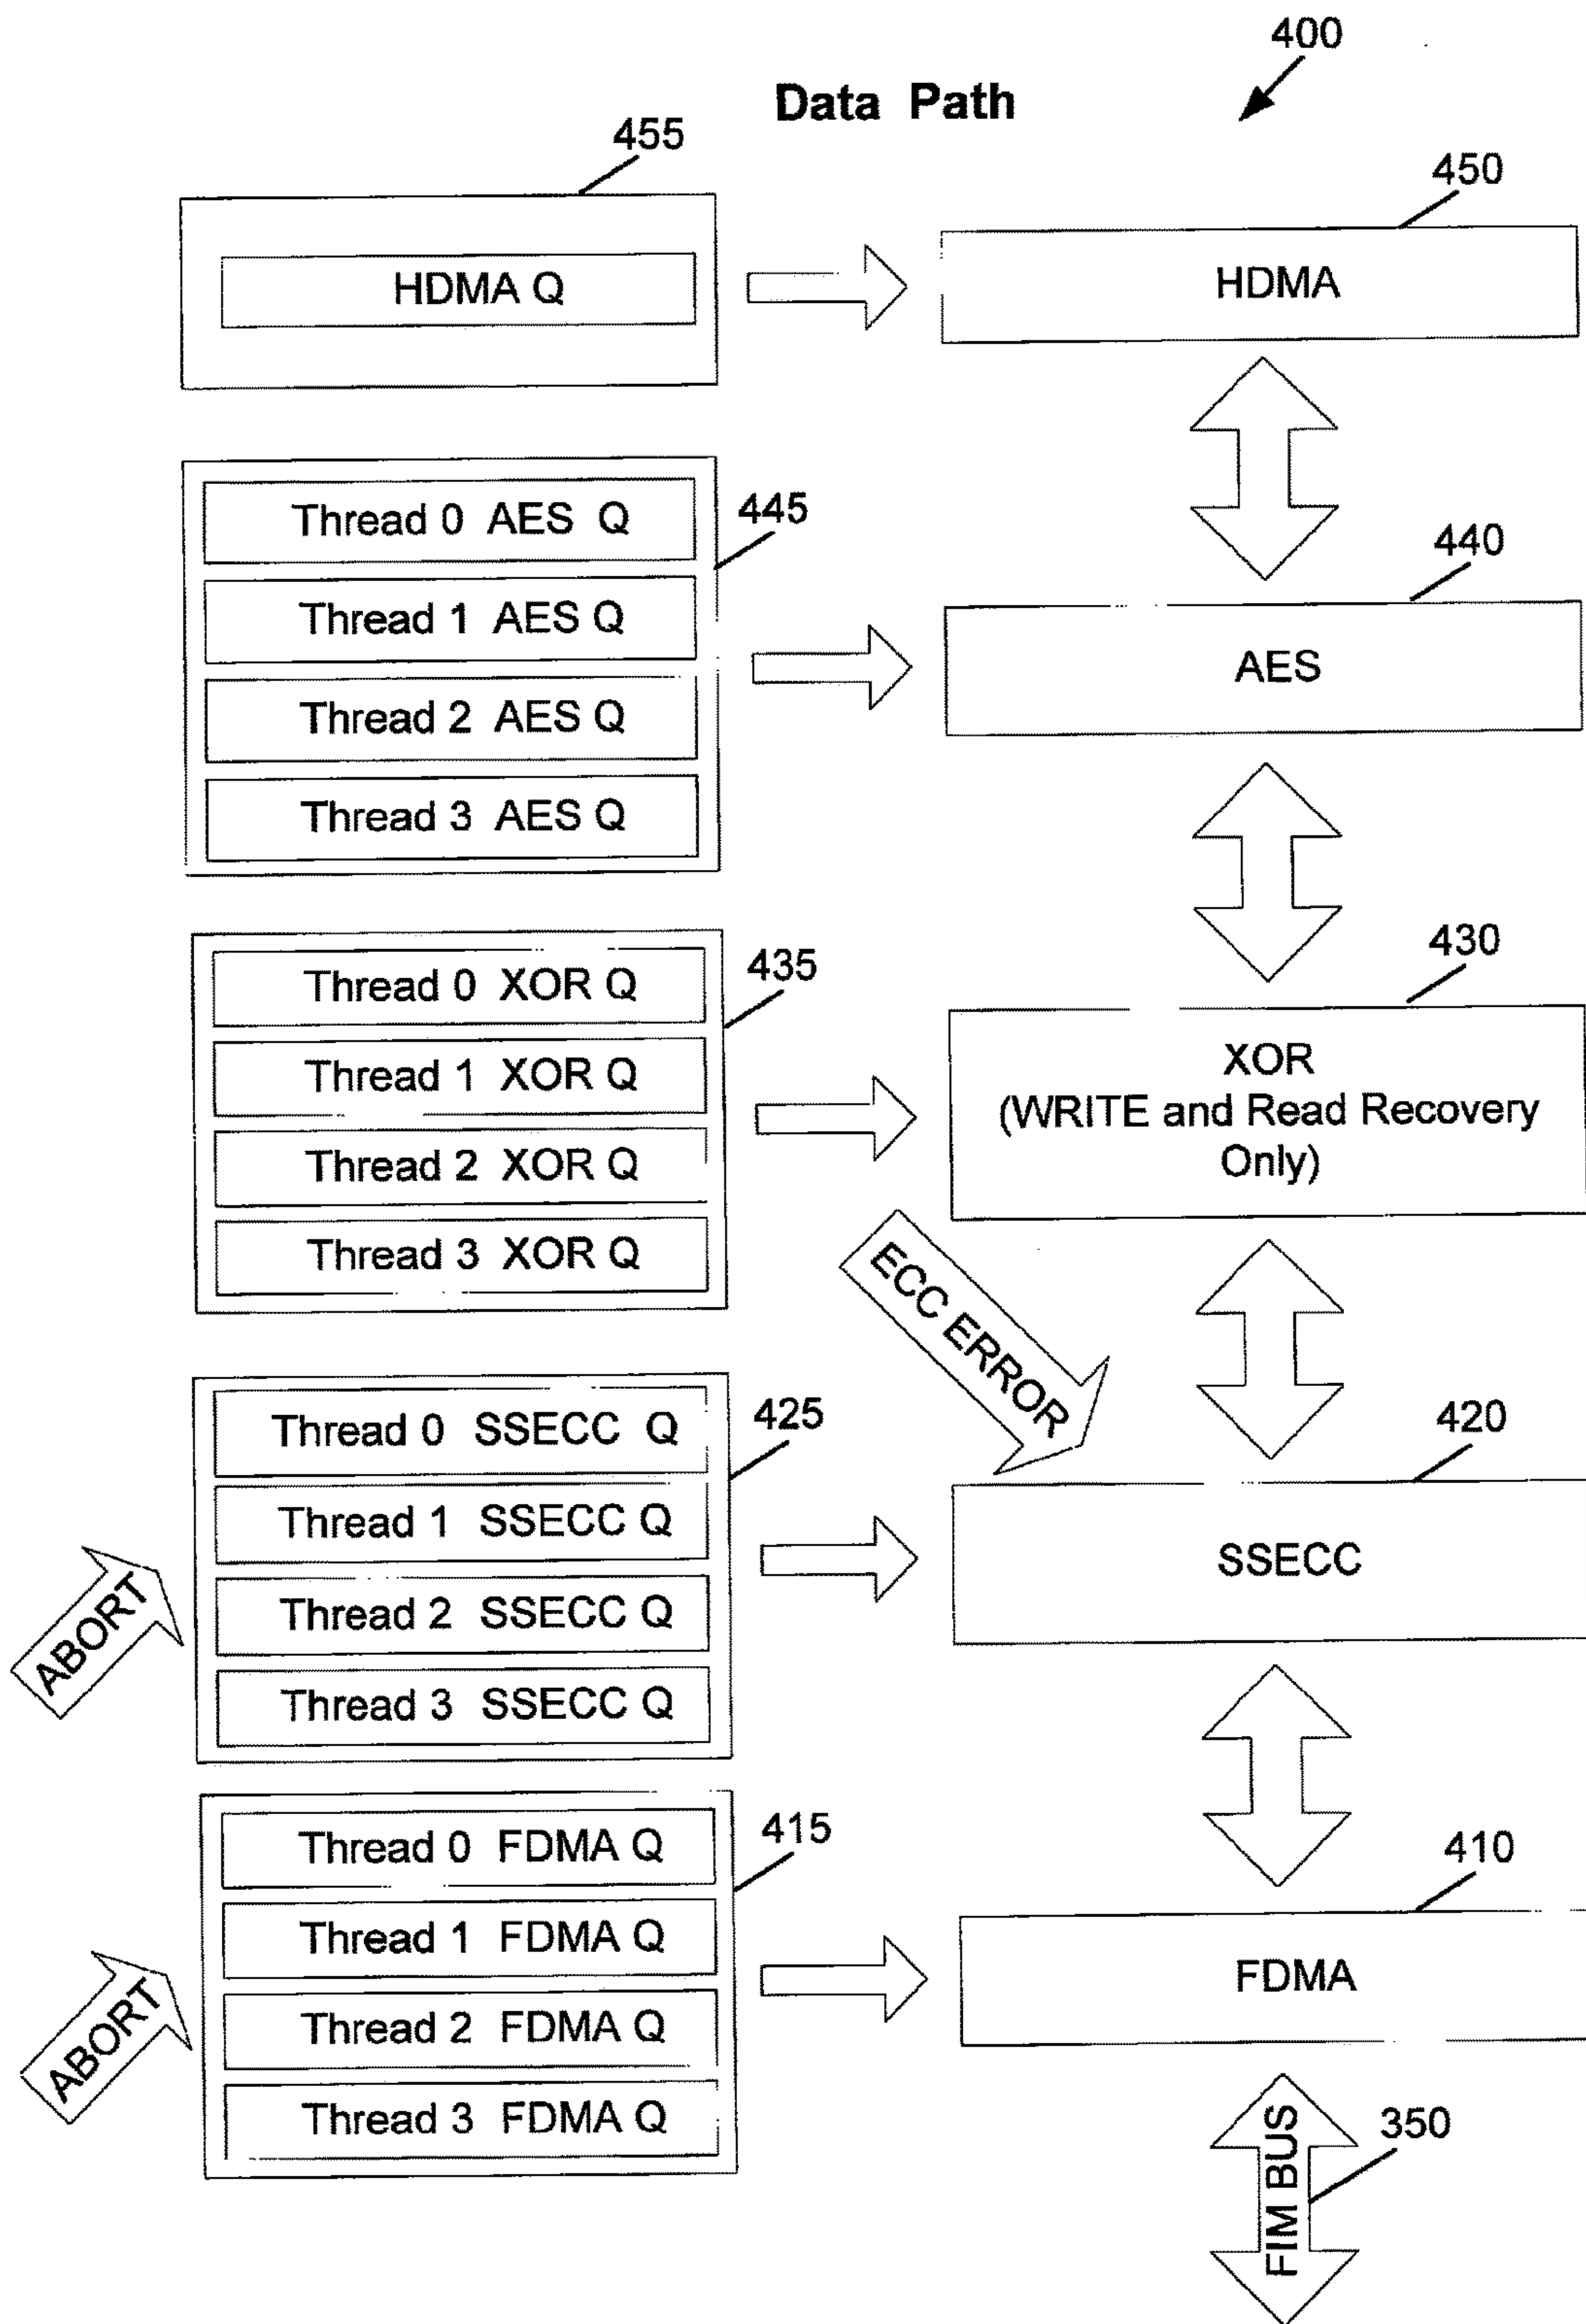 400
Data Path
455
450
HDMA Q
HDMA
Thread 0 AES Q
445
440
Thread 1 AES Q
AES
Thread 2 AES Q
Thread 3 AES Q
430
Thread 0 XOR Q
435
XOR
Thread 1 XOR Q
(WRITE and Read Recovery
Only)
Thread 2 XOR Q
Thread 3 XOR Q
ECC ERROR
Thread 0 SSECC Q
425
420
Thread 1 SSECC Q
SSECC
ABORT
Thread 2 SSECC Q
Thread 3 SSECC Q
Thread 0 FDMA Q
415
410
Thread 1 FDMA Q
FDMA
ABORT
Thread 2 FDMA Q
Thread 3 FDMA Q
350
FIM BUS